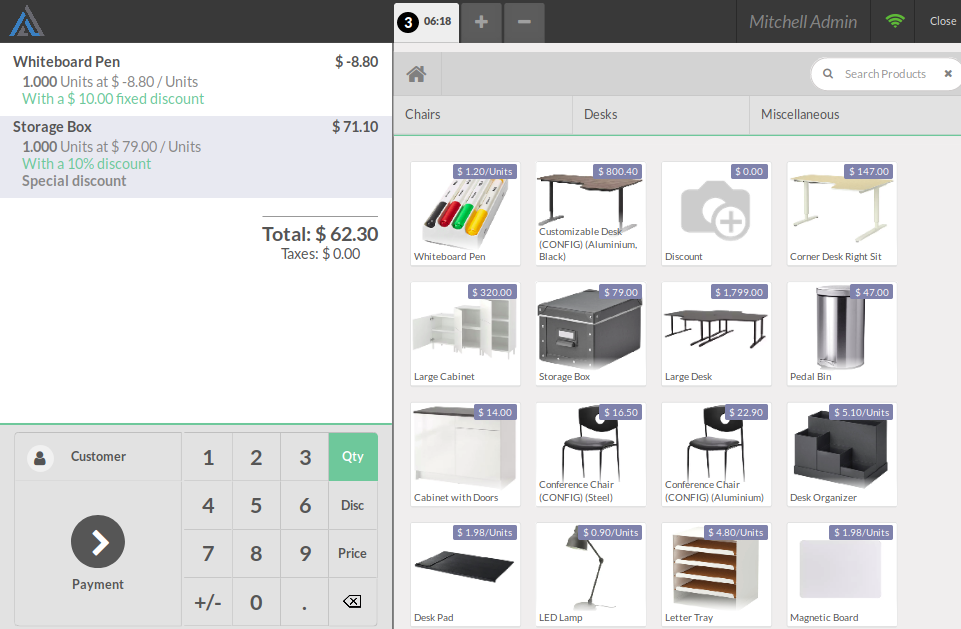 3 06:18 + − Mitchell Admin Close
Whiteboard Pen $ -8.80
1.000 Units at $ -8.80 / Units
With a $ 10.00 fixed discount
Storage Box $ 71.10
1.000 Units at $ 79.00 / Units
With a 10% discount
Special discount
Total: $ 62.30
Taxes: $ 0.00
Customer
Payment
1 2 3 Qty
4 5 6 Disc
7 8 9 Price
+/- 0 .
Search Products ×
Chairs Desks Miscellaneous
$ 1.20/Units
Whiteboard Pen
$ 800.40
Customizable Desk
(CONFIG) (Aluminium,
Black)
$ 0.00
Discount
$ 147.00
Corner Desk Right Sit
$ 320.00
Large Cabinet
$ 79.00
Storage Box
$ 1,799.00
Large Desk
$ 47.00
Pedal Bin
$ 14.00
Cabinet with Doors
$ 16.50
Conference Chair
(CONFIG) (Steel)
$ 22.90
Conference Chair
(CONFIG) (Aluminium)
$ 5.10/Units
Desk Organizer
$ 1.98/Units
Desk Pad
$ 0.90/Units
LED Lamp
$ 4.80/Units
Letter Tray
$ 1.98/Units
Magnetic Board